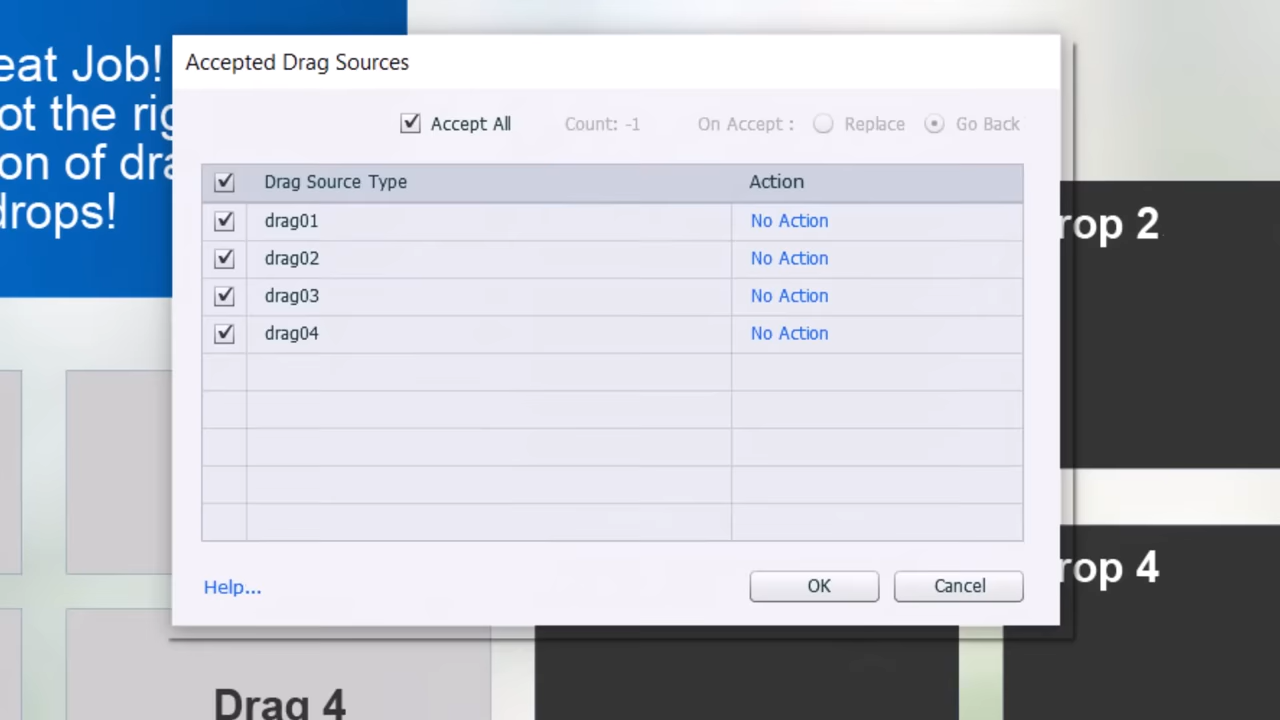 eat Job!
ot the rig
on of dra
drops!
Accepted Drag Sources
Accept All Count: -1 On Accept : Replace Go Back
Drag Source Type Action
drag01 No Action
drag02 No Action
drag03 No Action
drag04 No Action
Help... OK Cancel
rop 2
rop 4
Drag 4